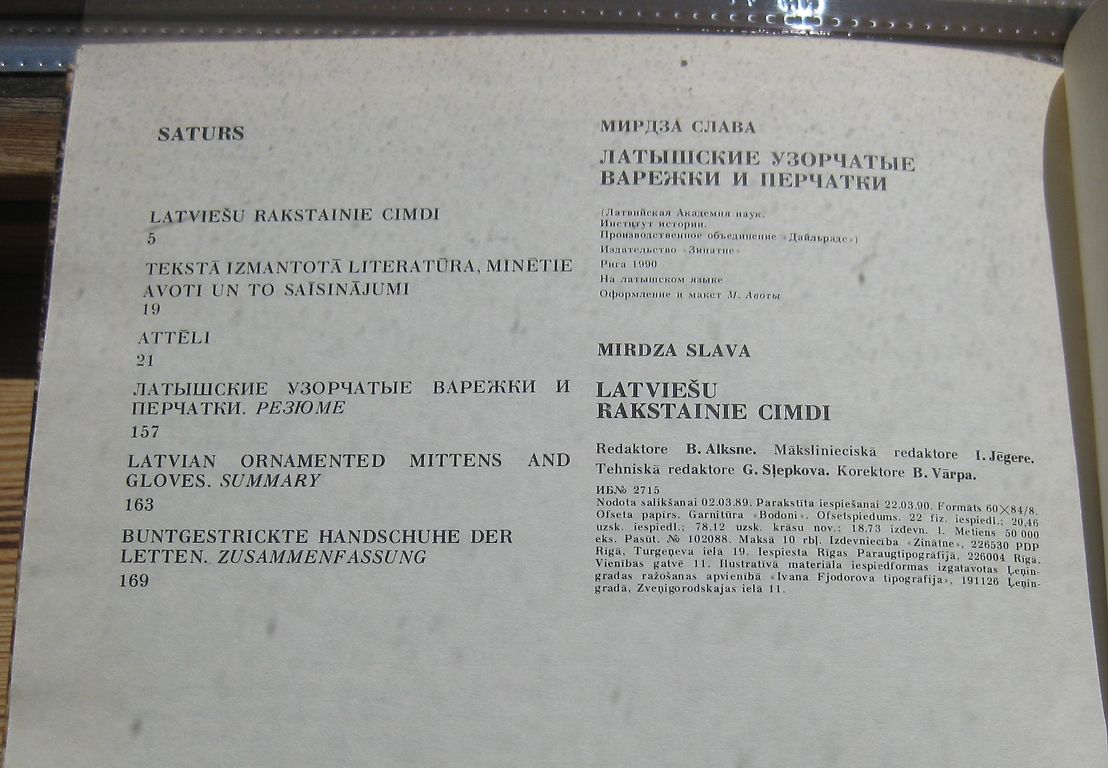 SATURS
LATVIEŠU RAKSTAINIE CIMDI
5
TEKSTĀ IZMANTOTĀ LITERATŪRA, MINĒTIE
AVOTI UN TO SAĪSINĀJUMI
19
ATTĒLI
21
ЛАТЫШСКИЕ УЗОРЧАТЫЕ ВАРЕЖКИ И
ПЕРЧАТКИ. РЕЗЮМЕ
157
LATVIAN ORNAMENTED MITTENS AND
GLOVES. SUMMARY
163
BUNTGESTRICKTE HANDSCHUHE DER
LETTEN. ZUSAMMENFASSUNG
169
МИРДЗА СЛАВА
ЛАТЫШСКИЕ УЗОРЧАТЫЕ
ВАРЕЖКИ И ПЕРЧАТКИ
(Латвийская Академия наук.
Институт истории.
Производственное объединение «Дайльраде»)
Издательство «Зинатне»
Рига 1990
На латышском языке
Оформление и макет М. Авоты
MIRDZA SLAVA
LATVIEŠU
RAKSTAINIE CIMDI
Redaktore B. Alksne. Mākslinieciskā redaktore I. Jēgere.
Tehniskā redaktore G. Sļepkova. Korektore B. Vārpa.
ИБ№ 2715
Nodota salikšanai 02.03.89. Parakstīta iespiešanai 22.03.90. Formāts 60×84/8.
Ofseta papīrs. Garnitūra «Bodoni». Ofsetspiedums. 22 fiz. iespiedl.; 20,46
uzsk. iespiedl.; 78,12 uzsk. krāsu nov.; 18.73 izdevn. l. Metiens 50 000
eks. Pasūt. № 102088. Maksā 10 rbļ. Izdevniecība «Zinātne», 226530 PDP
Rīgā, Turgeņeva ielā 19. Iespiesta Rīgas Paraugtipogrāfijā, 226004 Rīgā,
Vienības gatvē 11. Ilustratīvā materiāla iespiedformas izgatavotas Ļeņin-
gradas ražošanas apvienībā «Ivana Fjodorova tipogrāfija», 191126 Ļeņin-
gradā, Zveņigorodskajas ielā 11.